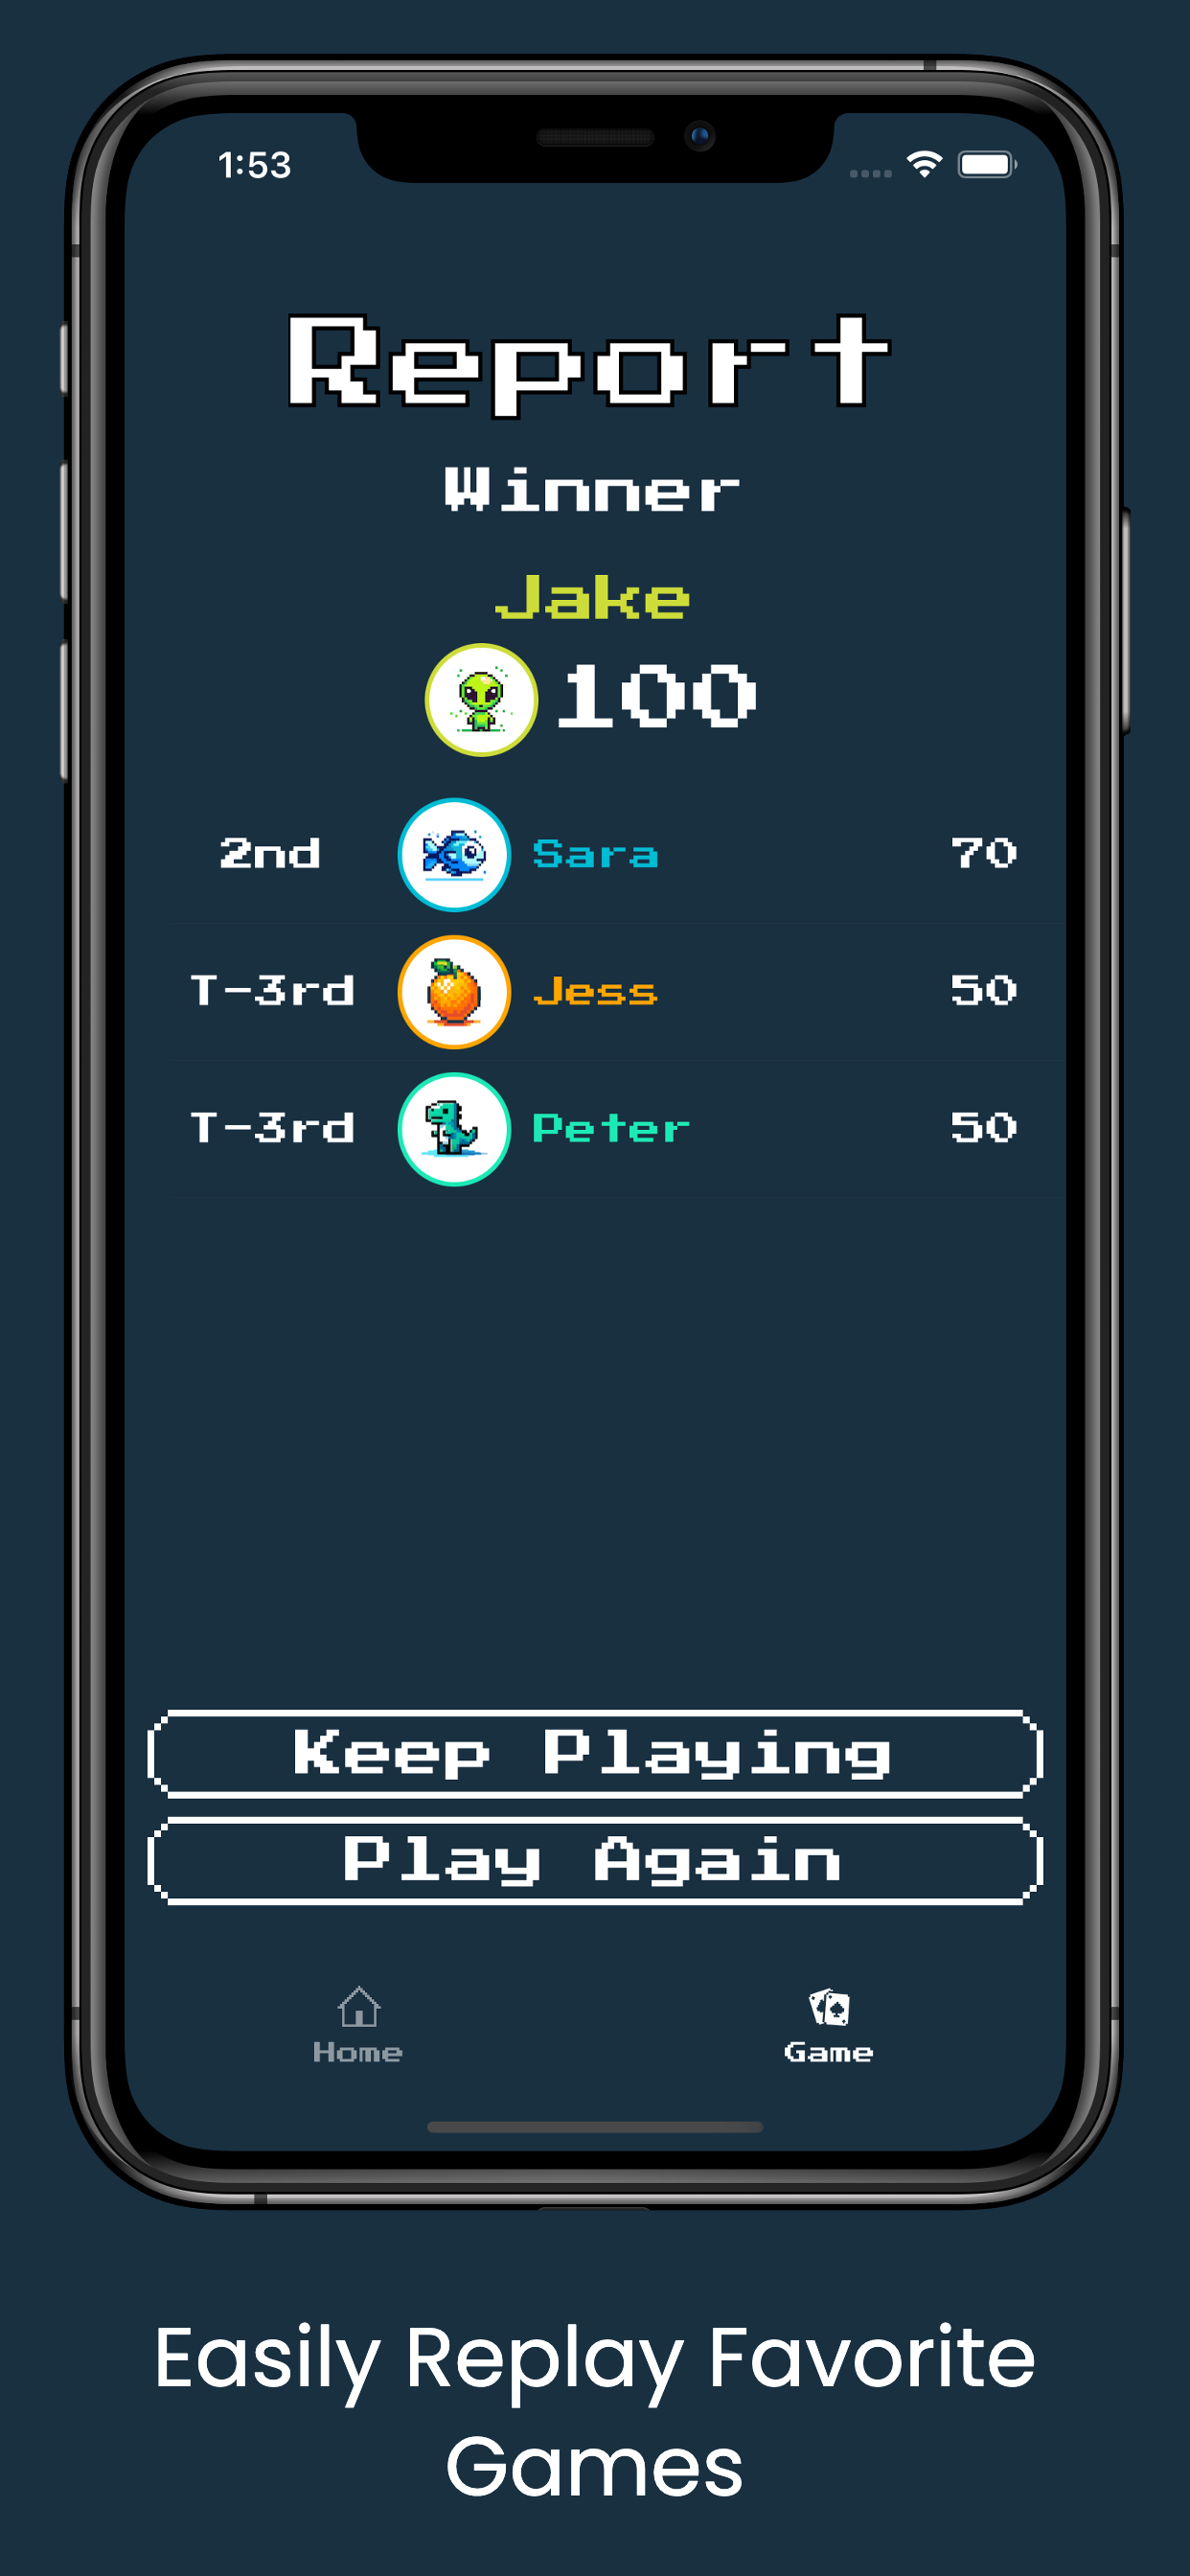 1:53
Report
Winner
Jake
100
2nd Sara 70
T-3rd Jess 50
T-3rd Peter 50
Keep Playing
Play Again
Home Game
Easily Replay Favorite
Games